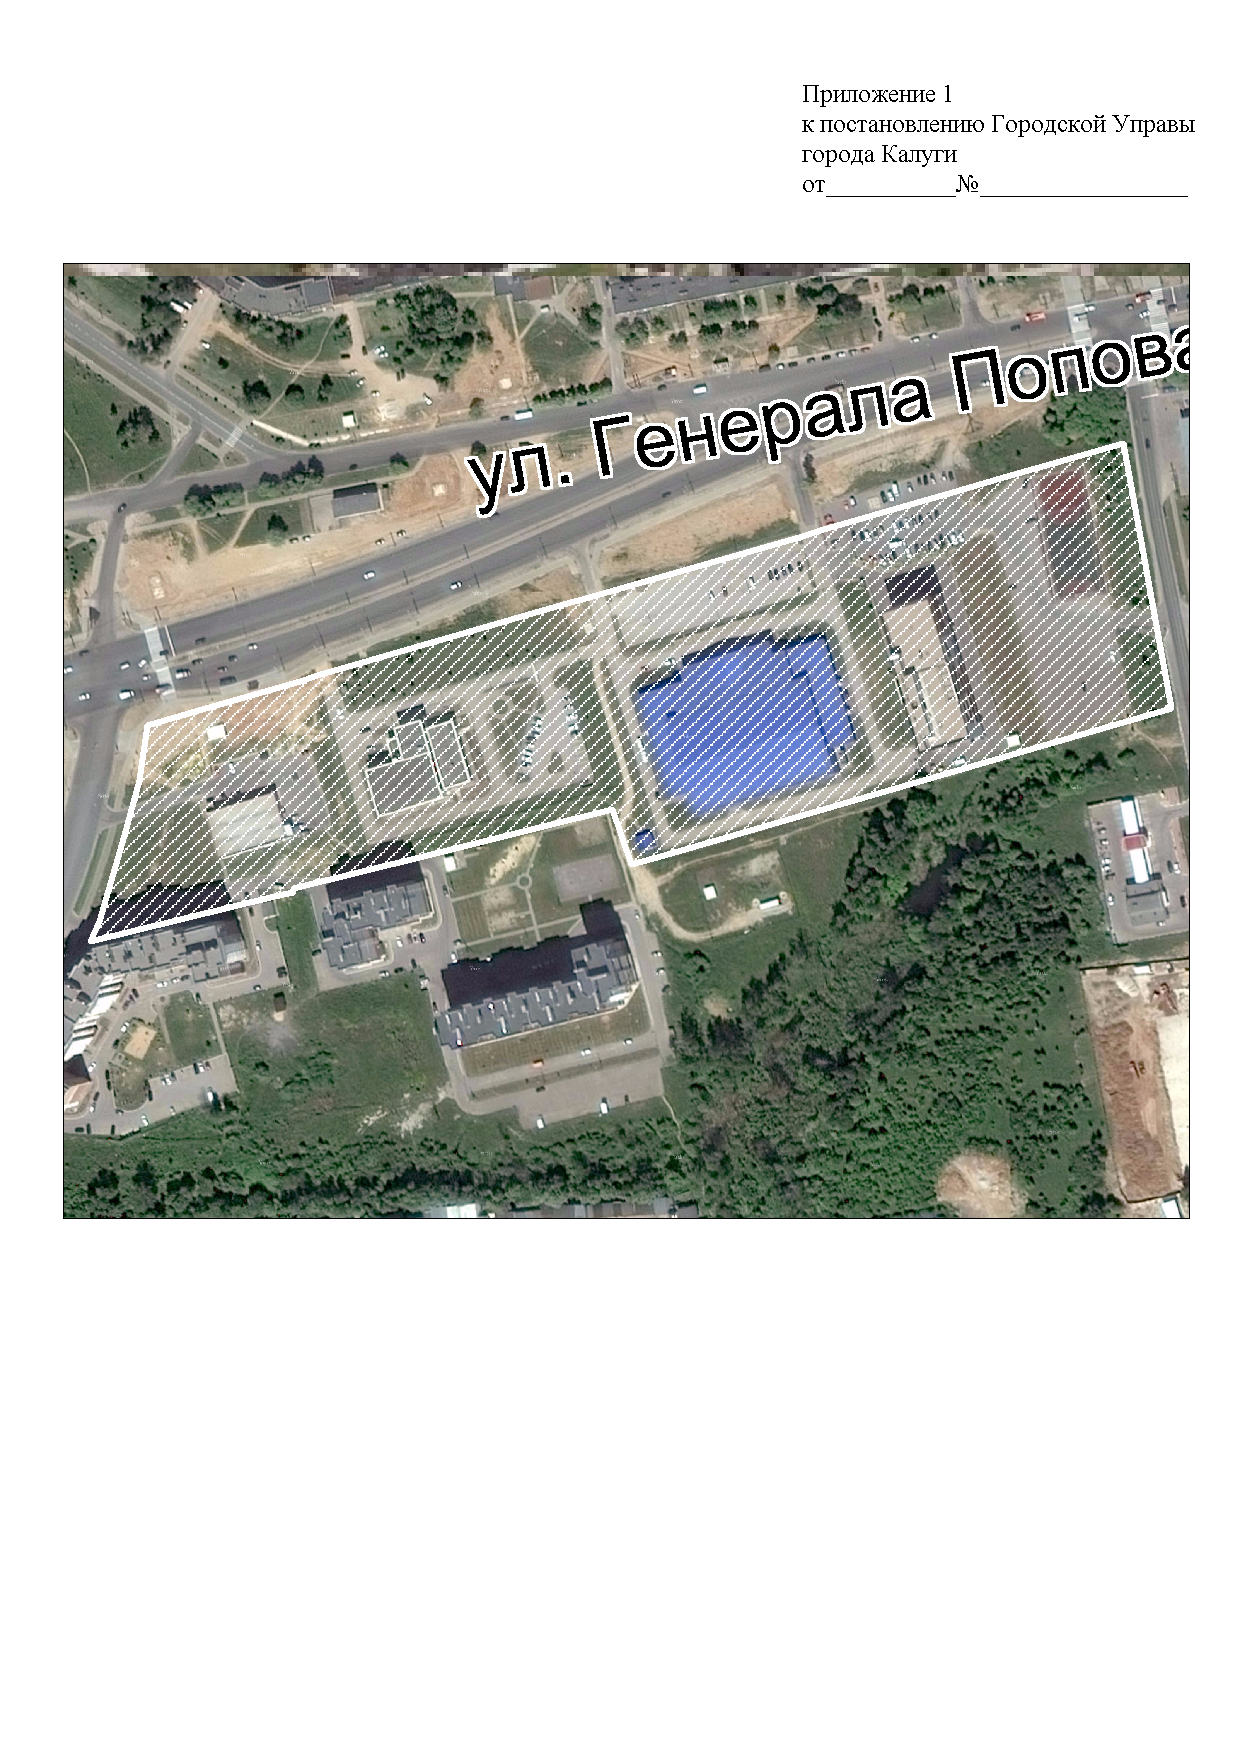 Приложение 1
к постановлению Городской Управы
города Калуги
от__________№________________
ул. Генерала Попова